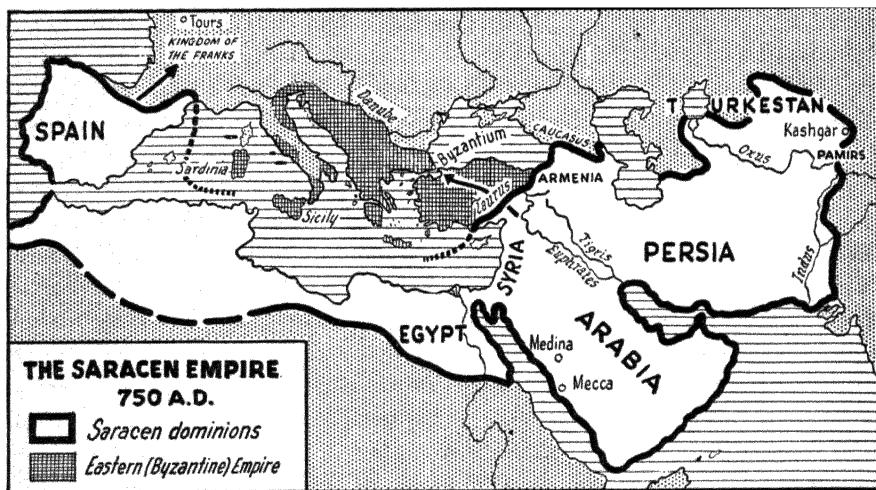 Tours
KINGDOM OF
THE FRANKS
SPAIN
Sardinia
Sicily
Danube
Byzantium
CAUCASUS
Taurus
ARMENIA
TURKESTAN
Kashgar
PAMIRS
Oxus
PERSIA
Indus
Tigris
Euphrates
SYRIA
ARABIA
EGYPT
Medina
Mecca
THE SARACEN EMPIRE
750 A.D.
Saracen dominions
Eastern (Byzantine) Empire